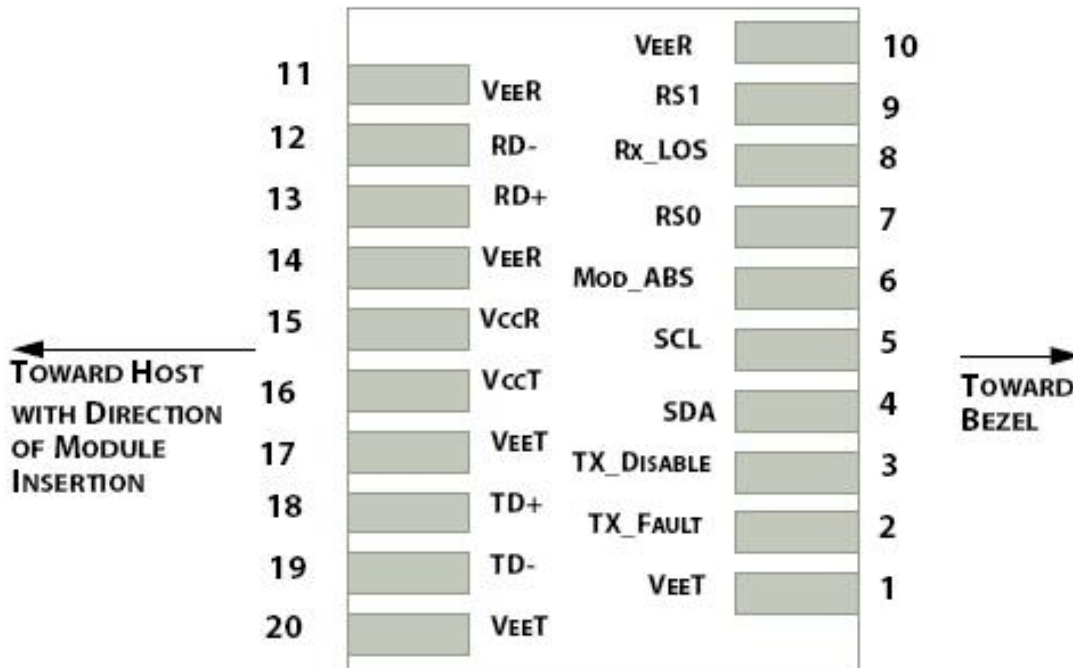 VEER 10
11 VEER
RS1 9
12 RD-
RX_LOS 8
13 RD+
RS0 7
14 VEER
MOD_ABS 6
15 VCCR
SCL 5
TOWARD HOST
WITH DIRECTION
OF MODULE
INSERTION
TOWARD
BEZEL
16 VCCT
SDA 4
17 VEET
TX_DISABLE 3
18 TD+
TX_FAULT 2
19 TD-
VEET 1
20 VEET